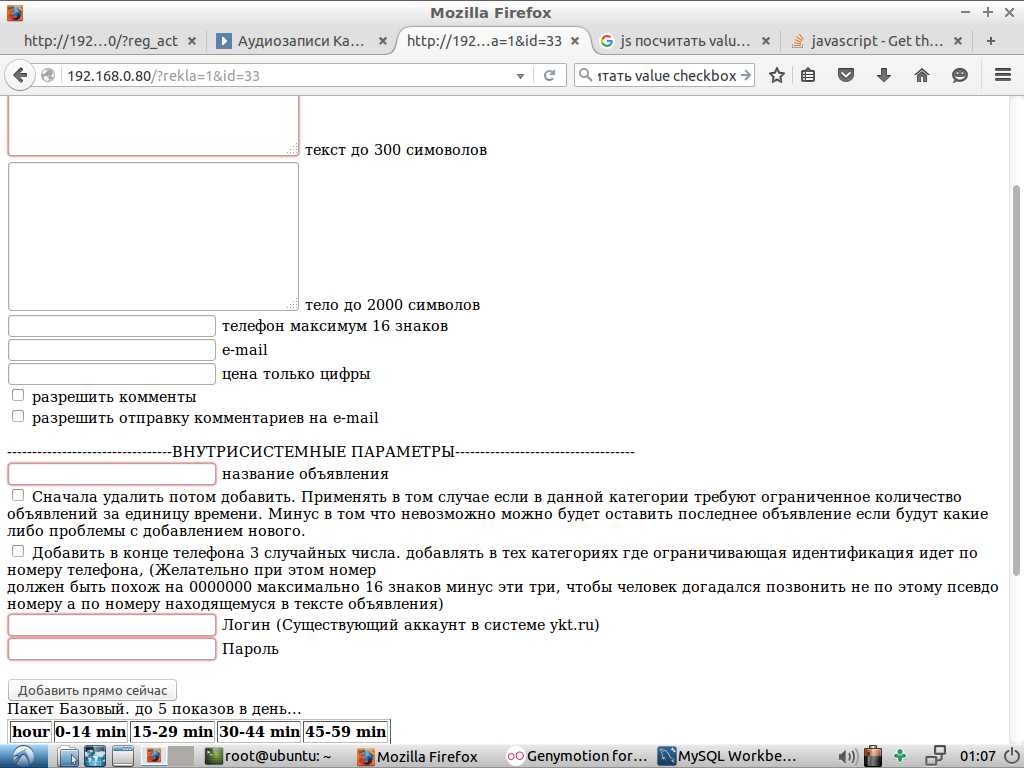 Mozilla Firefox
http://192...0/?reg_act
Аудиозаписи Ка...
http://192...a=1&id=33
js посчитать valu...
javascript - Get th...
192.168.0.80/?rekla=1&id=33
итать value checkbox
текст до 300 симоволов
тело до 2000 символов
телефон максимум 16 знаков
e-mail
цена только цифры
разрешить комменты
разрешить отправку комментариев на e-mail
---------------------------------ВНУТРИСИСТЕМНЫЕ ПАРАМЕТРЫ------------------------------------
название объявления
Сначала удалить потом добавить. Применять в том случае если в данной категории требуют ограниченное количество
объявлений за единицу времени. Минус в том что невозможно можно будет оставить последнее объявление если будут какие
либо проблемы с добавлением нового.
Добавить в конце телефона 3 случайных числа. добавлять в тех категориях где ограничивающая идентификация идет по
номеру телефона, (Желательно при этом номер
должен быть похож на 0000000 максимально 16 знаков минус эти три, чтобы человек догадался позвонить не по этому псевдо
номеру а по номеру находящемуся в тексте объявления)
Логин (Существующий аккаунт в системе ykt.ru)
Пароль
Добавить прямо сейчас
Пакет Базовый. до 5 показов в день...
hour 0-14 min 15-29 min 30-44 min 45-59 min
root@ubuntu: ~ Mozilla Firefox Genymotion for... MySQL Workbe... 01:07